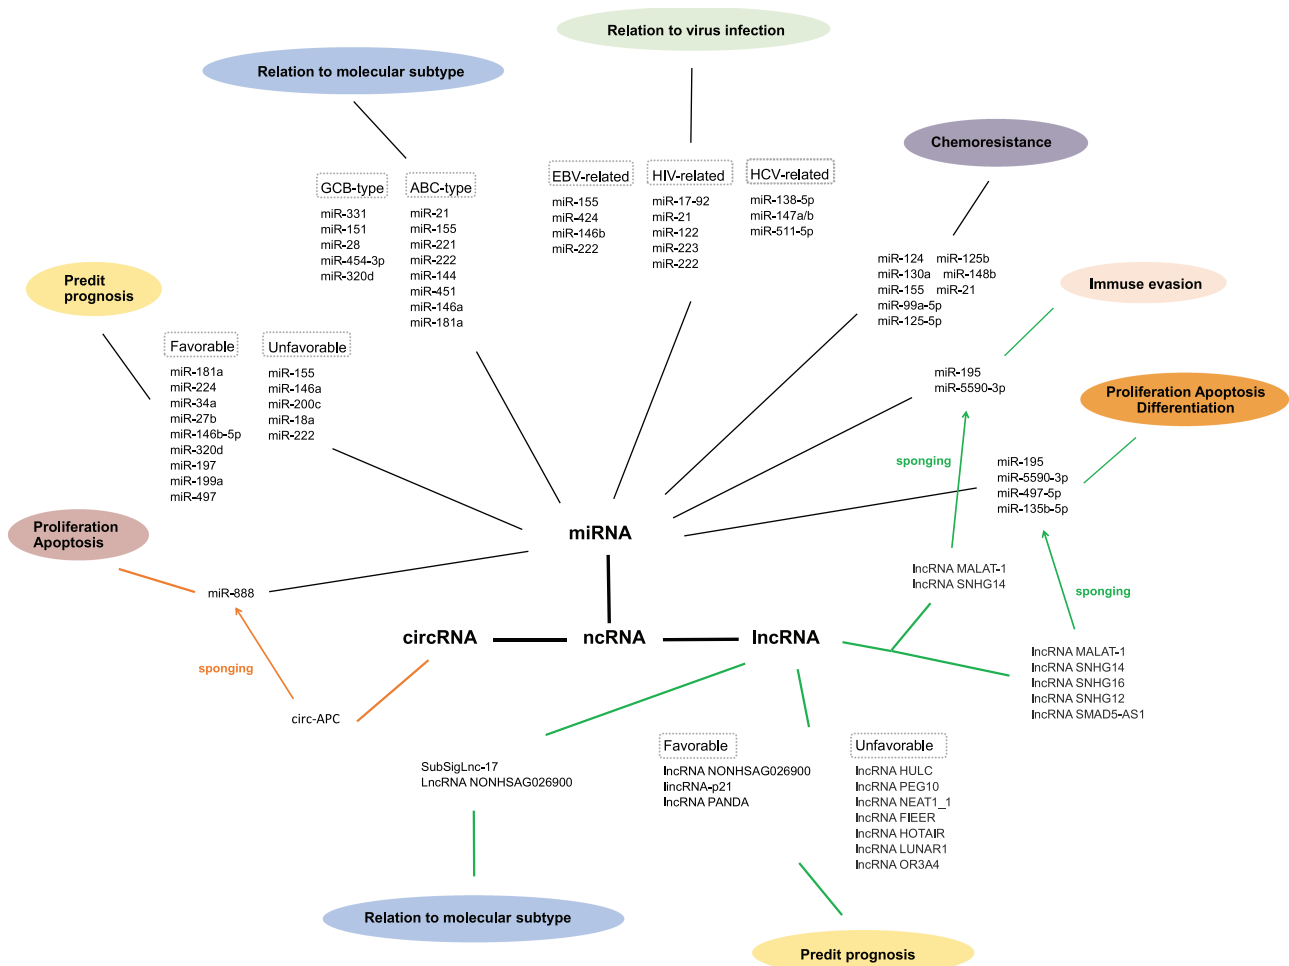 Relation to virus infection
Relation to molecular subtype
Chemoresistance
GCB-type
miR-331
miR-151
miR-28
miR-454-3p
miR-320d
ABC-type
miR-21
miR-155
miR-221
miR-222
miR-144
miR-451
miR-146a
miR-181a
EBV-related
miR-155
miR-424
miR-146b
miR-222
HIV-related
miR-17-92
miR-21
miR-122
miR-223
miR-222
HCV-related
miR-138-5p
miR-147a/b
miR-511-5p
miR-124 miR-125b
miR-130a miR-148b
miR-155 miR-21
miR-99a-5p
miR-125-5p
Predit
prognosis
Favorable
miR-181a
miR-224
miR-34a
miR-27b
miR-146b-5p
miR-320d
miR-197
miR-199a
miR-497
Unfavorable
miR-155
miR-146a
miR-200c
miR-18a
miR-222
Immuse evasion
miR-195
miR-5590-3p
Proliferation Apoptosis
Differentiation
sponging
miR-195
miR-5590-3p
miR-497-5p
miR-135b-5p
Proliferation
Apoptosis
miRNA
miR-888
lncRNA MALAT-1
lncRNA SNHG14
sponging
circRNA
ncRNA
lncRNA
sponging
circ-APC
lncRNA MALAT-1
lncRNA SNHG14
lncRNA SNHG16
lncRNA SNHG12
lncRNA SMAD5-AS1
SubSigLnc-17
LncRNA NONHSAG026900
Favorable
lncRNA NONHSAG026900
lincRNA-p21
lncRNA PANDA
Unfavorable
lncRNA HULC
lncRNA PEG10
lncRNA NEAT1_1
lncRNA FIEER
lncRNA HOTAIR
lncRNA LUNAR1
lncRNA OR3A4
Relation to molecular subtype
Predit prognosis